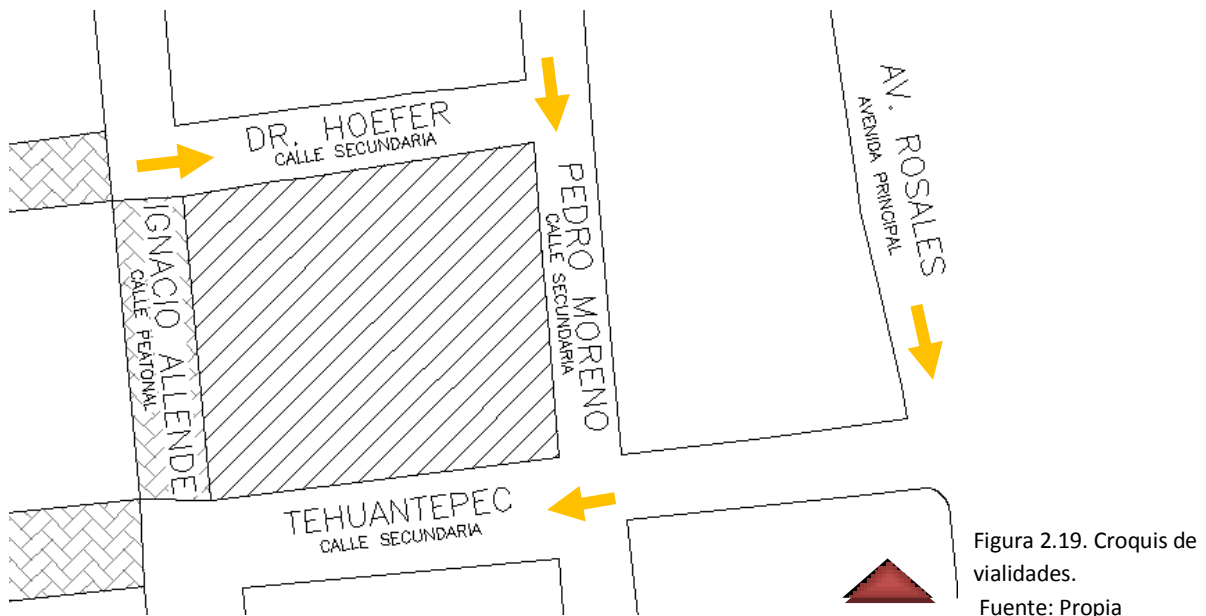 DR. HOEFER
CALLE SECUNDARIA
AV. ROSALES
AVENIDA PRINCIPAL
PEDRO MORENO
CALLE SECUNDARIA
IGNACIO ALLENDE
CALLE PEATONAL
TEHUANTEPEC
CALLE SECUNDARIA
Figura 2.19. Croquis de
vialidades.
Fuente: Propia